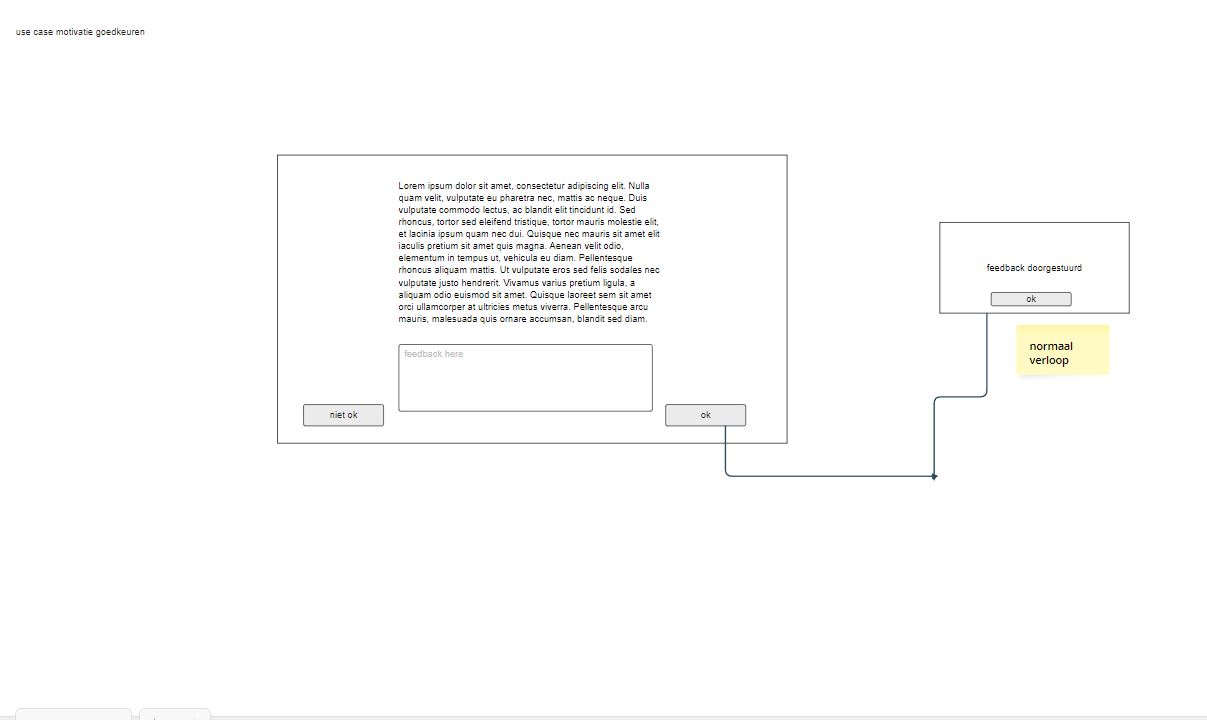 use case motivatie goedkeuren
Lorem ipsum dolor sit amet, consectetur adipiscing elit. Nulla
quam velit, vulputate eu pharetra nec, mattis ac neque. Duis
vulputate commodo lectus, ac blandit elit tincidunt id. Sed
rhoncus, tortor sed eleifend tristique, tortor mauris molestie elit,
et lacinia ipsum quam nec dui. Quisque nec mauris sit amet elit
iaculis pretium sit amet quis magna. Aenean velit odio,
elementum in tempus ut, vehicula eu diam. Pellentesque
rhoncus aliquam mattis. Ut vulputate eros sed felis sodales nec
vulputate justo hendrerit. Vivamus varius pretium ligula, a
aliquam odio euismod sit amet. Quisque laoreet sem sit amet
orci ullamcorper at ultricies metus viverra. Pellentesque arcu
mauris, malesuada quis ornare accumsan, blandit sed diam.
feedback here
niet ok
ok
feedback doorgestuurd
ok
normaal
verloop